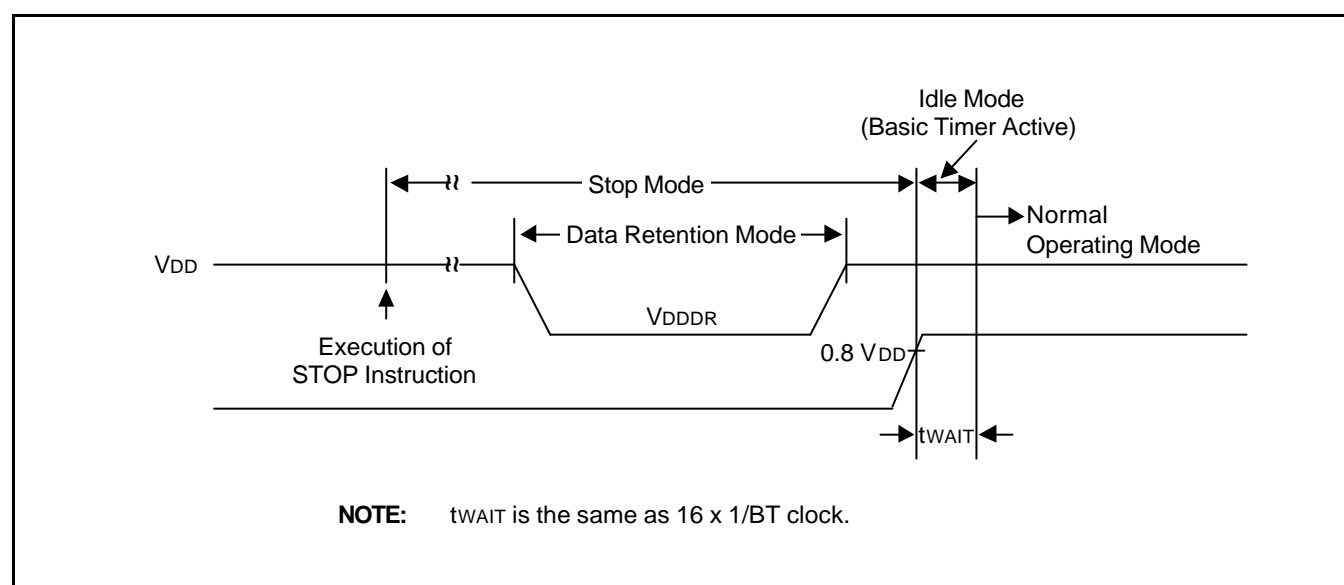 Idle Mode
(Basic Timer Active)
Stop Mode
Normal
Operating Mode
Data Retention Mode
VDD
VDDDR
Execution of
STOP Instruction
0.8 VDD
tWAIT
NOTE: tWAIT is the same as 16 x 1/BT clock.